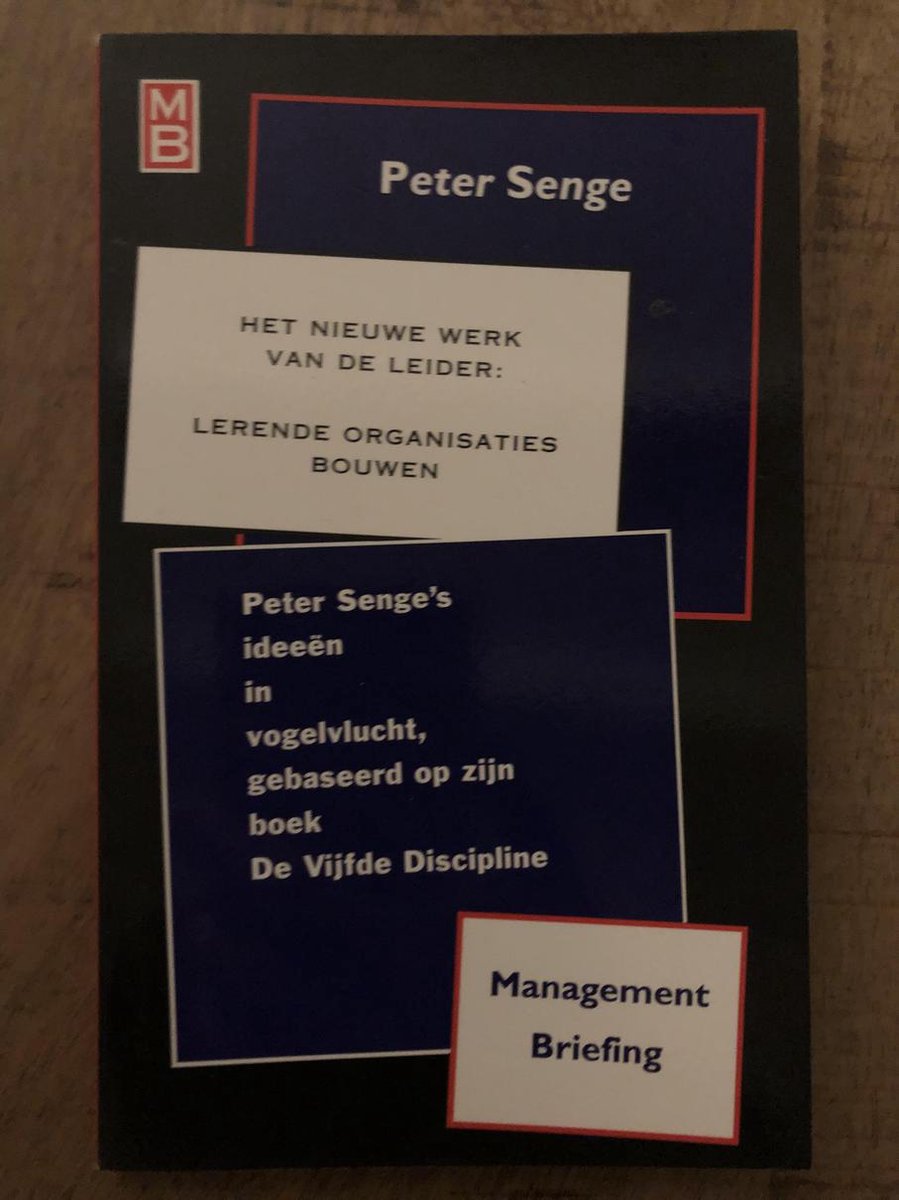 M
B
Peter Senge
HET NIEUWE WERK
VAN DE LEIDER:
LERENDE ORGANISATIES
BOUWEN
Peter Senge's
ideeën
in
vogelvlucht,
gebaseerd op zijn
boek
De Vijfde Discipline
Management
Briefing